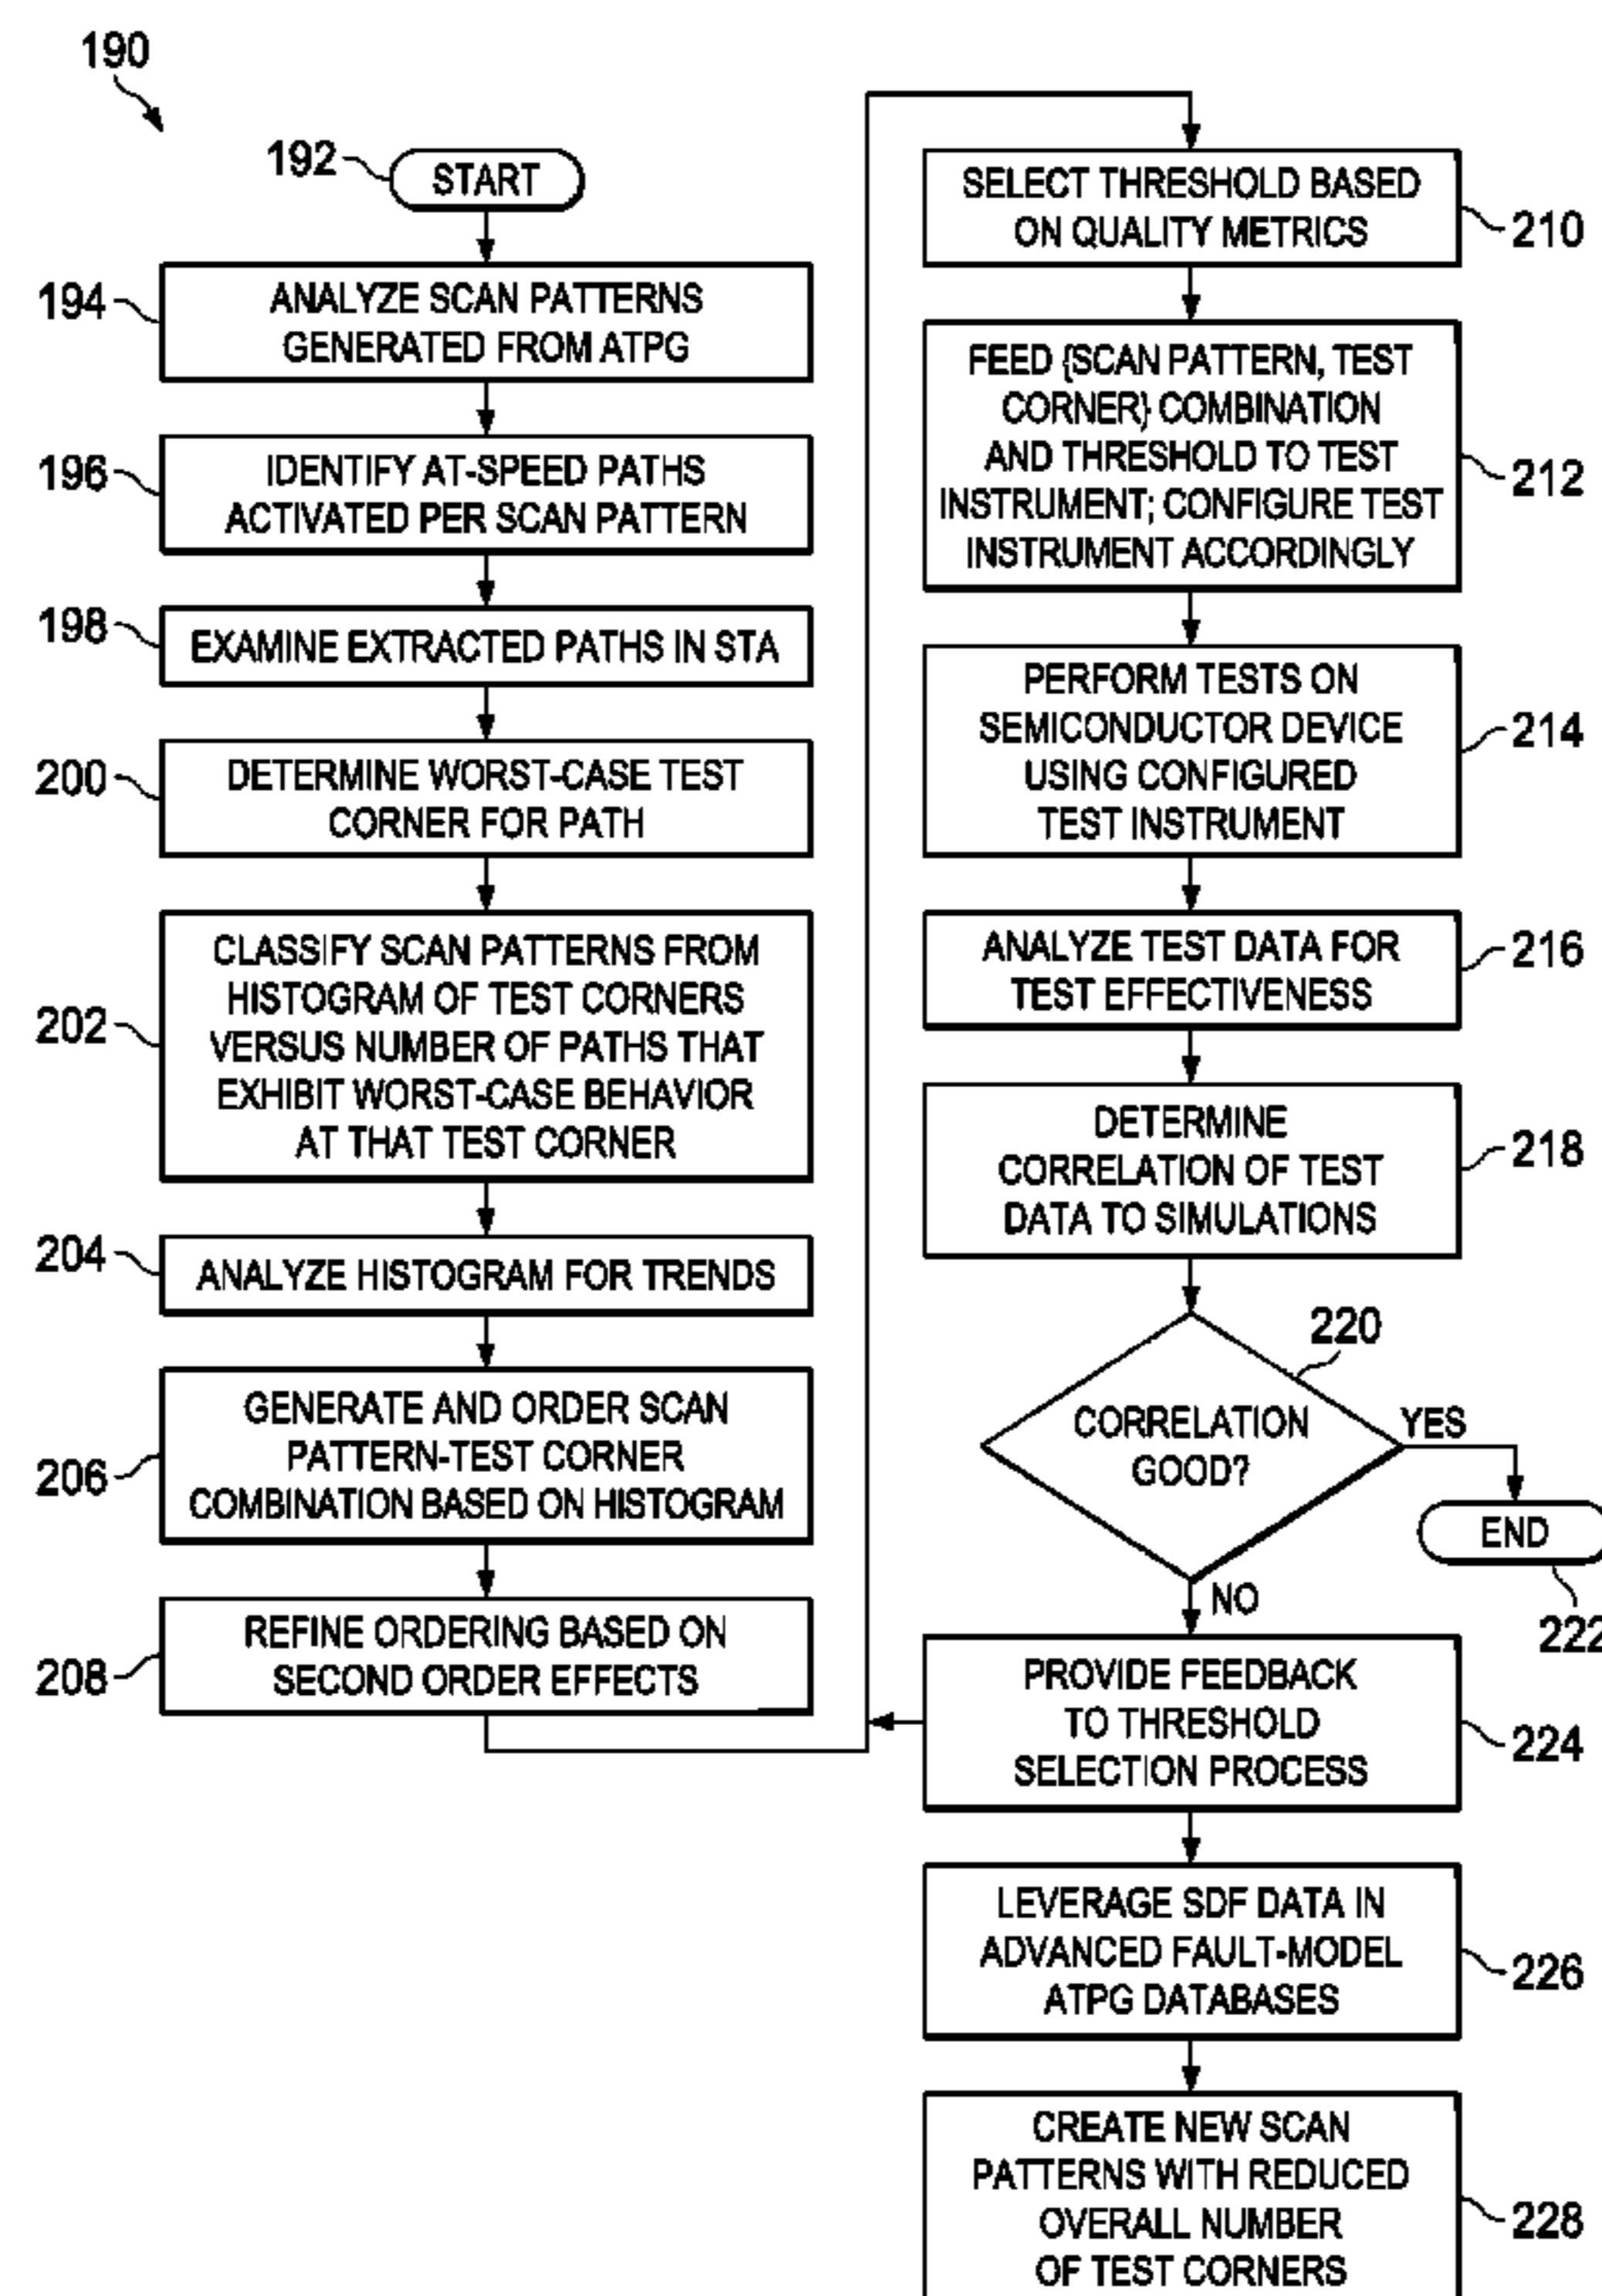 190
192
START
194
ANALYZE SCAN PATTERNS
GENERATED FROM ATPG
196
IDENTIFY AT-SPEED PATHS
ACTIVATED PER SCAN PATTERN
198
EXAMINE EXTRACTED PATHS IN STA
200
DETERMINE WORST-CASE TEST
CORNER FOR PATH
202
CLASSIFY SCAN PATTERNS FROM
HISTOGRAM OF TEST CORNERS
VERSUS NUMBER OF PATHS THAT
EXHIBIT WORST-CASE BEHAVIOR
AT THAT TEST CORNER
204
ANALYZE HISTOGRAM FOR TRENDS
206
GENERATE AND ORDER SCAN
PATTERN-TEST CORNER
COMBINATION BASED ON HISTOGRAM
208
REFINE ORDERING BASED ON
SECOND ORDER EFFECTS
SELECT THRESHOLD BASED
ON QUALITY METRICS
210
FEED {SCAN PATTERN, TEST
CORNER} COMBINATION
AND THRESHOLD TO TEST
INSTRUMENT; CONFIGURE TEST
INSTRUMENT ACCORDINGLY
212
PERFORM TESTS ON
SEMICONDUCTOR DEVICE
USING CONFIGURED
TEST INSTRUMENT
214
ANALYZE TEST DATA FOR
TEST EFFECTIVENESS
216
DETERMINE
CORRELATION OF TEST
DATA TO SIMULATIONS
218
220
CORRELATION
GOOD?
YES
END
222
NO
PROVIDE FEEDBACK
TO THRESHOLD
SELECTION PROCESS
224
LEVERAGE SDF DATA IN
ADVANCED FAULT-MODEL
ATPG DATABASES
226
CREATE NEW SCAN
PATTERNS WITH REDUCED
OVERALL NUMBER
OF TEST CORNERS
228